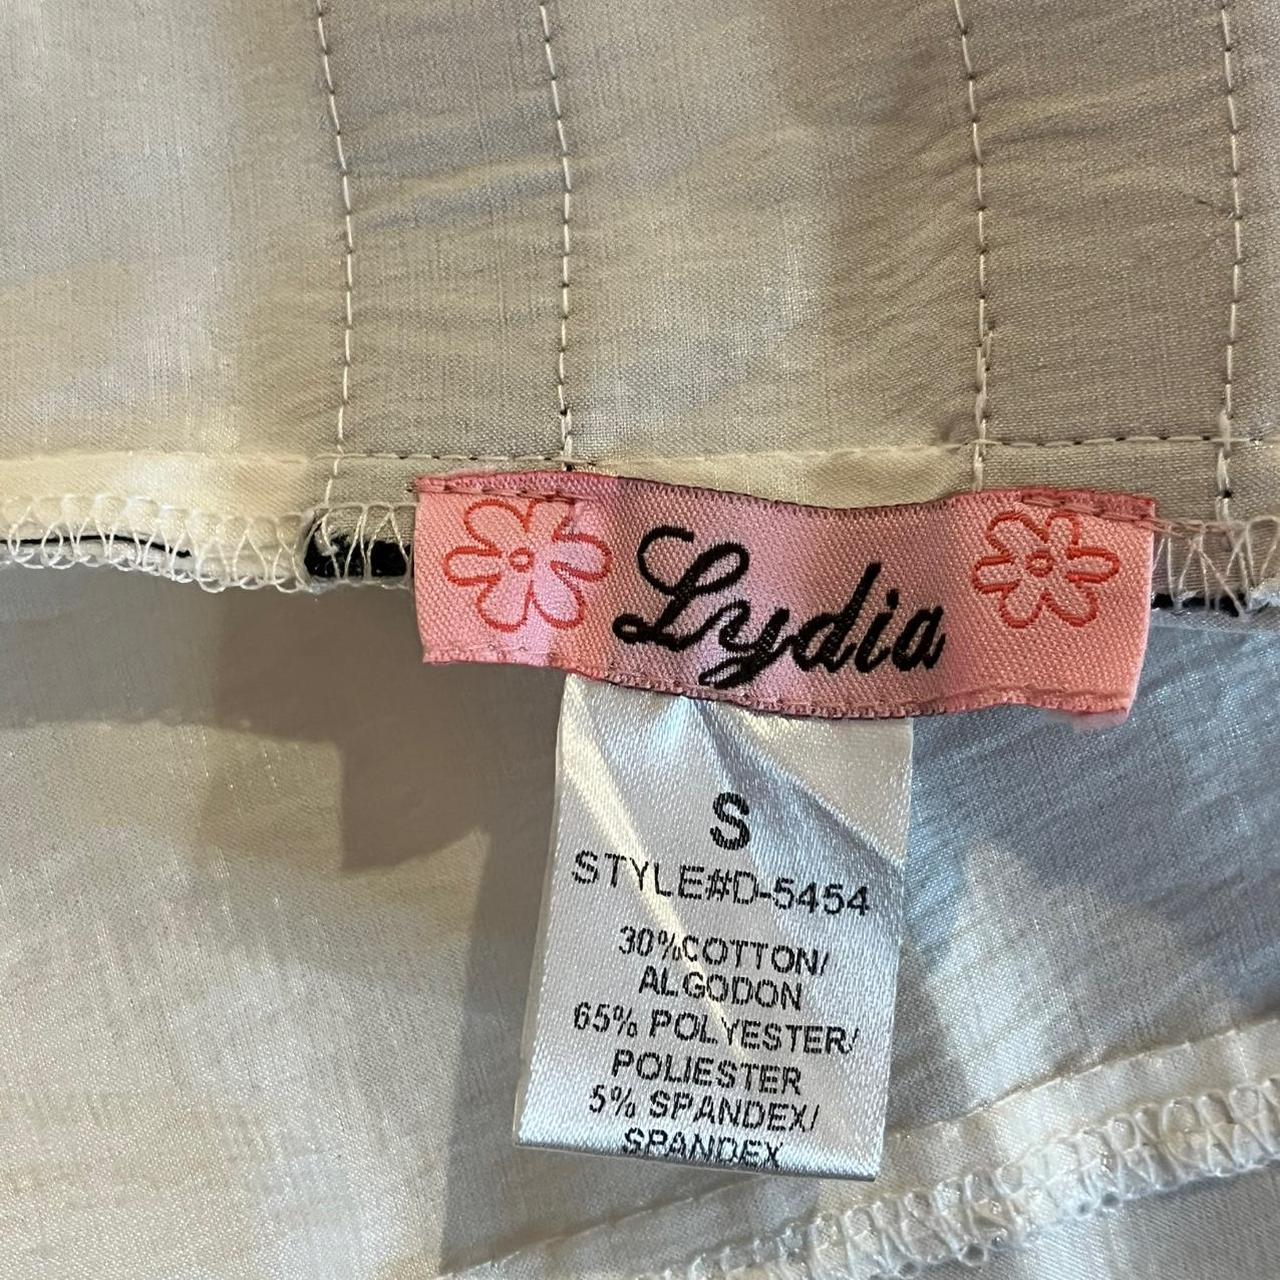 Lydia
S
STYLE#D-5454
30%COTTON/
ALGODON
65% POLYESTER/
POLIESTER
5% SPANDEX/
SPANDEX